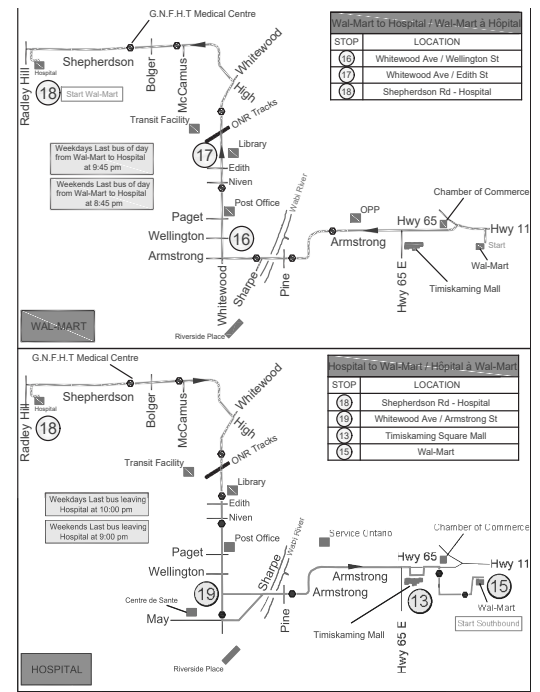 G.N.F.H.T Medical Centre
Wal-Mart to Hospital / Wal-Mart à Hôpital
STOP LOCATION
16 Whitewood Ave / Wellington St
17 Whitewood Ave / Edith St
18 Shepherdson Rd - Hospital
Shepherdson
Bolger
McCamus
Whitewood
High
Radley Hill
Hospital
18
Start Wal-Mart
ONR Tracks
Transit Facility
Library
17
Weekdays Last bus of day
from Wal-Mart to Hospital
at 9:45 pm
Weekends Last bus of day
from Wal-Mart to Hospital
at 8:45 pm
Edith
Niven
Post Office
Paget
Wellington
16
Armstrong
Whitewood
Sharpe
Wabi River
Pine
OPP
Armstrong
Hwy 65
Chamber of Commerce
Hwy 11
Start
Wal-Mart
Hwy 65 E
Timiskaming Mall
Riverside Place
WAL-MART
G.N.F.H.T Medical Centre
Hospital to Wal-Mart / Hôpital à Wal-Mart
STOP LOCATION
18 Shepherdson Rd - Hospital
19 Whitewood Ave / Armstrong St
13 Timiskaming Square Mall
15 Wal-Mart
Shepherdson
Bolger
McCamus
Whitewood
High
Radley Hill
Hospital
18
ONR Tracks
Transit Facility
Library
Weekdays Last bus leaving
Hospital at 10:00 pm
Weekends Last bus leaving
Hospital at 9:00 pm
Edith
Niven
Post Office
Paget
Wellington
19
Centre de Sante
May
Sharpe
Wabi River
Pine
Service Ontario
Armstrong
Armstrong
Hwy 65
Chamber of Commerce
Hwy 11
13
15
Wal-Mart
Start Southbound
Timiskaming Mall
Hwy 65 E
Riverside Place
HOSPITAL